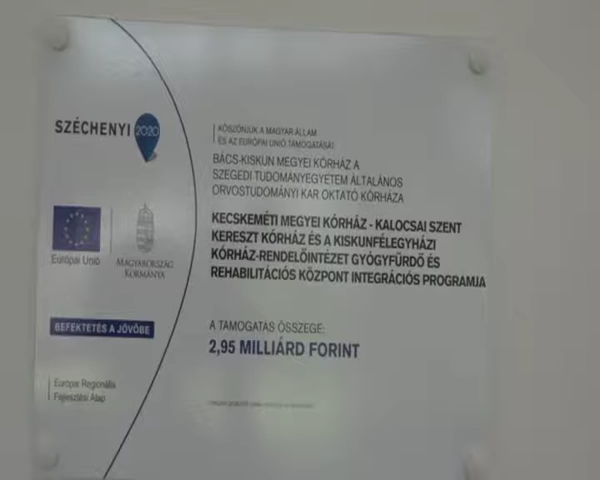 SZÉCHENYI 2020
Európai Unió
MAGYARORSZÁG
KORMÁNYA
BEFEKTETÉS A JÖVŐBE
Európai Regionális
Fejlesztési Alap
KÖSZÖNJÜK A MAGYAR ÁLLAM
ÉS AZ EURÓPAI UNIÓ TÁMOGATÁSÁT
BÁCS-KISKUN MEGYEI KÓRHÁZ A
SZEGEDI TUDOMÁNYEGYETEM ÁLTALÁNOS
ORVOSTUDOMÁNYI KAR OKTATÓ KÓRHÁZA
KECSKEMÉTI MEGYEI KÓRHÁZ - KALOCSAI SZENT
KERESZT KÓRHÁZ ÉS A KISKUNFÉLEGYHÁZI
KÓRHÁZ-RENDELŐINTÉZET GYÓGYFÜRDŐ ÉS
REHABILITÁCIÓS KÖZPONT INTEGRÁCIÓS PROGRAMJA
A TÁMOGATÁS ÖSSZEGE:
2,95 MILLIÁRD FORINT